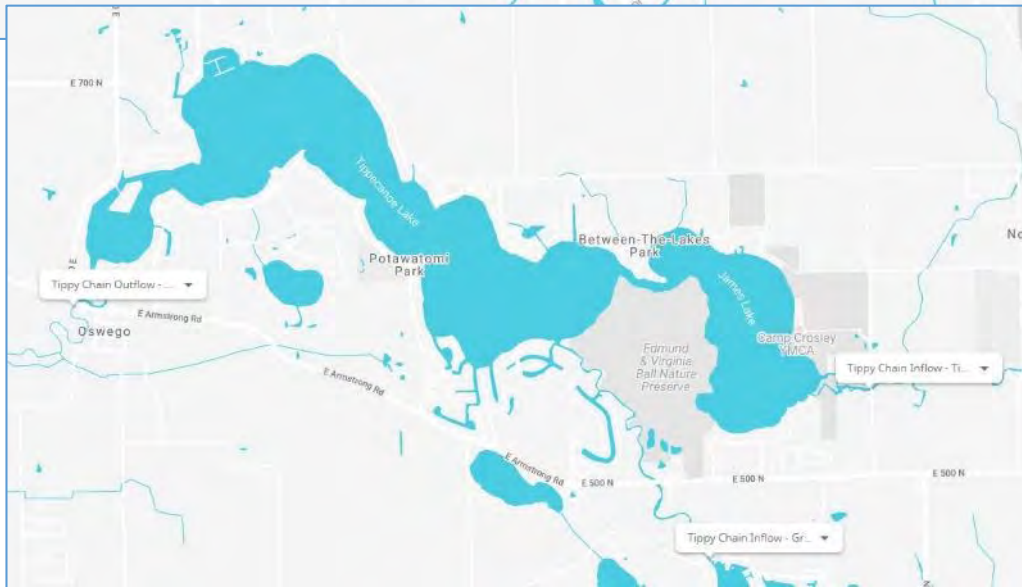 E 700 N
Tippecanoe Lake
Between-The-Lakes
Park
Potawatomi
Park
James Lake
Tippy Chain Outflow - ...
E Armstrong Rd
Oswego
Camp Crosley
YMCA
Edmund
& Virginia
Ball Nature
Preserve
Tippy Chain Inflow - Ti...
E Armstrong Rd
E Armstrong Rd
E 500 N
E 500 N
E 500 N
Tippy Chain Inflow - Gr...